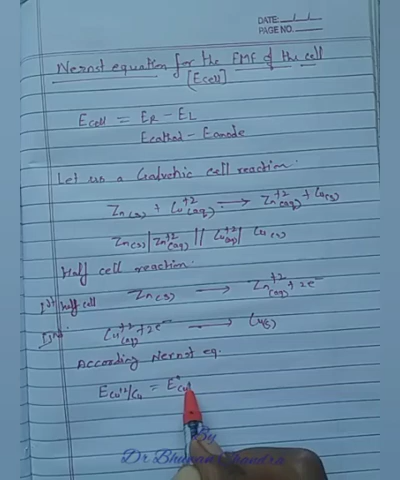 DATE: / /
PAGE NO.
Nernst equation for the EMF of the cell
[Ecell]
Ecell = ER – EL
Ecathod – Eanode
Let us a Galvanic cell reaction.
Zn(s) + Cu+2(aq) ⟶ Zn+2(aq) + Cu(s)
Zn(s) | Zn+2(aq) || Cu+2(aq) | Cu(s)
Half cell reaction.
1st half cell Zn(s) ⟶ Zn+2(aq) + 2e–
IInd Cu+2(aq) + 2e– ⟶ Cu(s)
According Nernst eq.
ECu+2/Cu = E°Cu
By
Dr Bhuvan Chandra